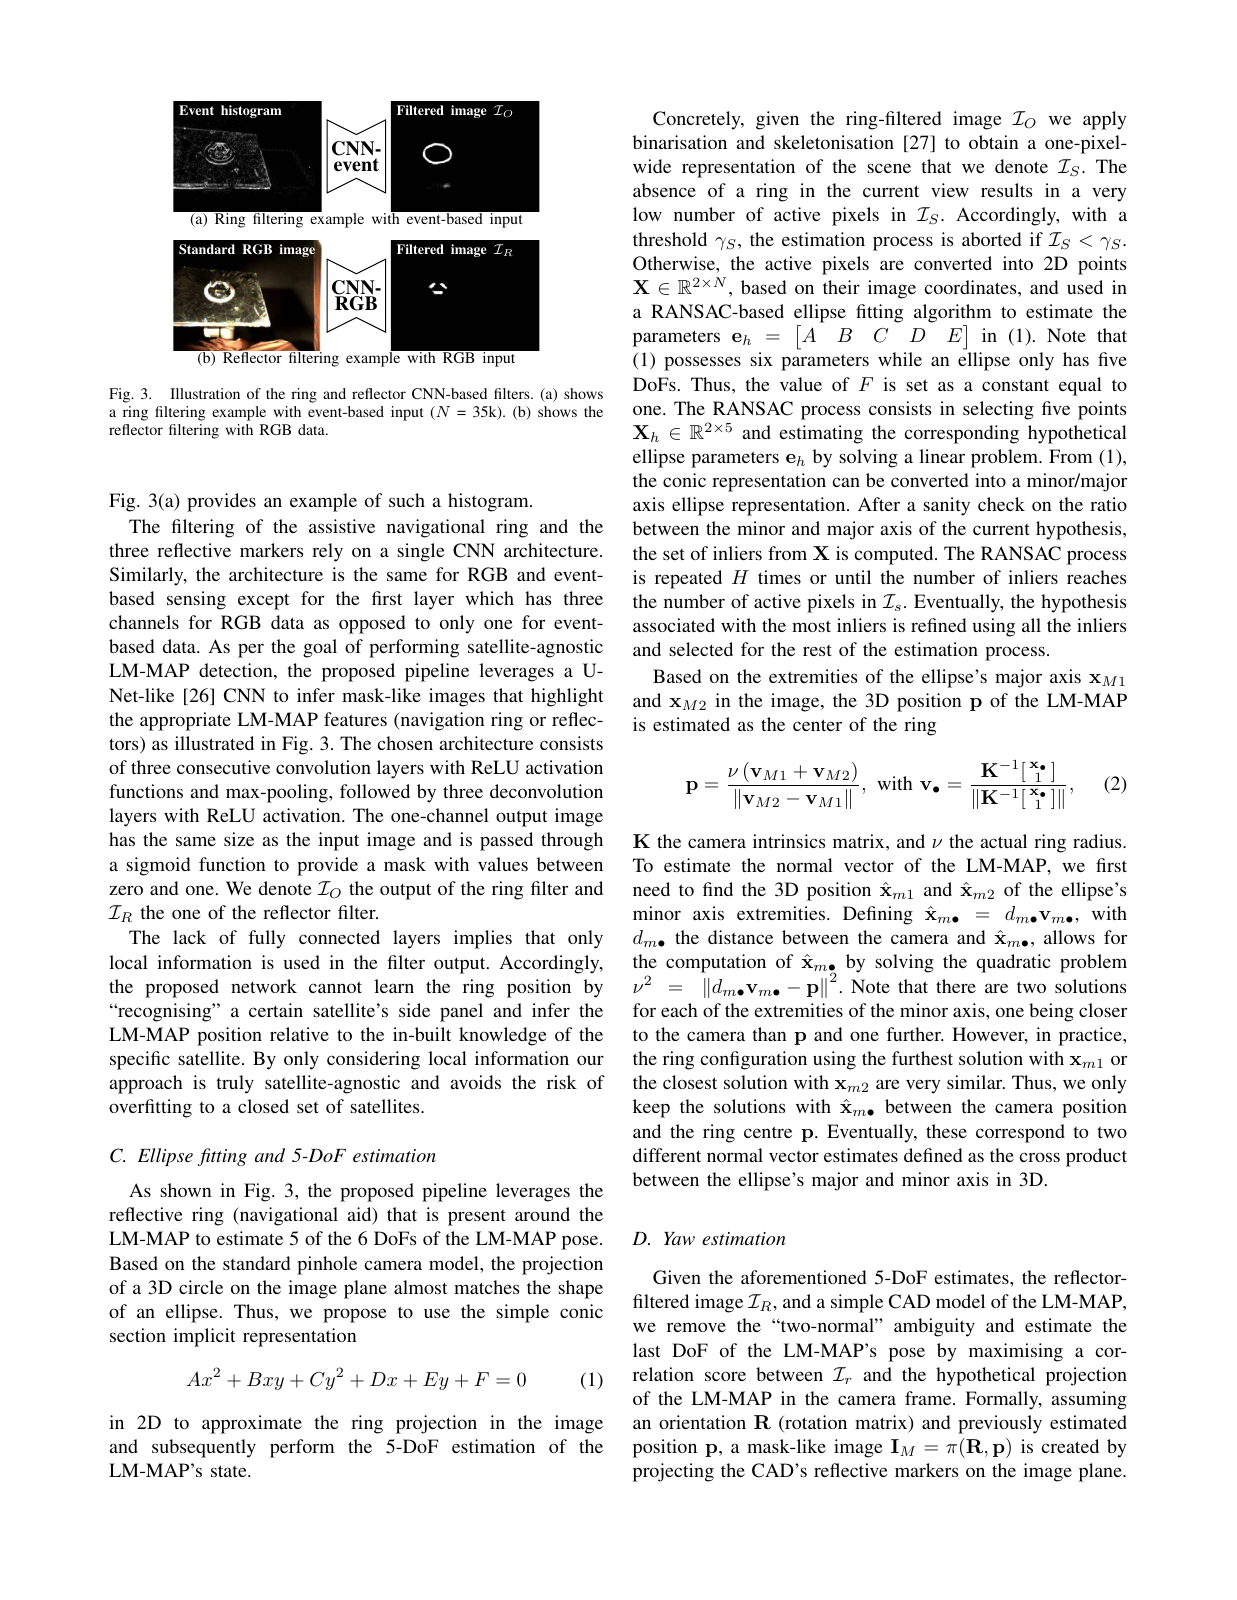 Event histogram
CNN-
event
Filtered image I_O
(a) Ring filtering example with event-based input
Standard RGB image
CNN-
RGB
Filtered image I_R
(b) Reflector filtering example with RGB input
Fig. 3. Illustration of the ring and reflector CNN-based filters. (a) shows
a ring filtering example with event-based input (N = 35k). (b) shows the
reflector filtering with RGB data.
Fig. 3(a) provides an example of such a histogram.
The filtering of the assistive navigational ring and the
three reflective markers rely on a single CNN architecture.
Similarly, the architecture is the same for RGB and event-
based sensing except for the first layer which has three
channels for RGB data as opposed to only one for event-
based data. As per the goal of performing satellite-agnostic
LM-MAP detection, the proposed pipeline leverages a U-
Net-like [26] CNN to infer mask-like images that highlight
the appropriate LM-MAP features (navigation ring or reflec-
tors) as illustrated in Fig. 3. The chosen architecture consists
of three consecutive convolution layers with ReLU activation
functions and max-pooling, followed by three deconvolution
layers with ReLU activation. The one-channel output image
has the same size as the input image and is passed through
a sigmoid function to provide a mask with values between
zero and one. We denote I_O the output of the ring filter and
I_R the one of the reflector filter.
The lack of fully connected layers implies that only
local information is used in the filter output. Accordingly,
the proposed network cannot learn the ring position by
“recognising” a certain satellite’s side panel and infer the
LM-MAP position relative to the in-built knowledge of the
specific satellite. By only considering local information our
approach is truly satellite-agnostic and avoids the risk of
overfitting to a closed set of satellites.
C. Ellipse fitting and 5-DoF estimation
As shown in Fig. 3, the proposed pipeline leverages the
reflective ring (navigational aid) that is present around the
LM-MAP to estimate 5 of the 6 DoFs of the LM-MAP pose.
Based on the standard pinhole camera model, the projection
of a 3D circle on the image plane almost matches the shape
of an ellipse. Thus, we propose to use the simple conic
section implicit representation
Ax² + Bxy + Cy² + Dx + Ey + F = 0 (1)
in 2D to approximate the ring projection in the image
and subsequently perform the 5-DoF estimation of the
LM-MAP’s state.
Concretely, given the ring-filtered image I_O we apply
binarisation and skeletonisation [27] to obtain a one-pixel-
wide representation of the scene that we denote I_S. The
absence of a ring in the current view results in a very
low number of active pixels in I_S. Accordingly, with a
threshold γ_S, the estimation process is aborted if I_S < γ_S.
Otherwise, the active pixels are converted into 2D points
X ∈ ℝ^{2×N}, based on their image coordinates, and used in
a RANSAC-based ellipse fitting algorithm to estimate the
parameters e_h = [A B C D E] in (1). Note that
(1) possesses six parameters while an ellipse only has five
DoFs. Thus, the value of F is set as a constant equal to
one. The RANSAC process consists in selecting five points
X_h ∈ ℝ^{2×5} and estimating the corresponding hypothetical
ellipse parameters e_h by solving a linear problem. From (1),
the conic representation can be converted into a minor/major
axis ellipse representation. After a sanity check on the ratio
between the minor and major axis of the current hypothesis,
the set of inliers from X is computed. The RANSAC process
is repeated H times or until the number of inliers reaches
the number of active pixels in I_s. Eventually, the hypothesis
associated with the most inliers is refined using all the inliers
and selected for the rest of the estimation process.
Based on the extremities of the ellipse’s major axis x_{M1}
and x_{M2} in the image, the 3D position p of the LM-MAP
is estimated as the center of the ring
p = ν (v_{M1} + v_{M2}) / ‖v_{M2} − v_{M1}‖, with v_• = K^{−1}[x_• 1] / ‖K^{−1}[x_• 1]‖, (2)
K the camera intrinsics matrix, and ν the actual ring radius.
To estimate the normal vector of the LM-MAP, we first
need to find the 3D position x̂_{m1} and x̂_{m2} of the ellipse’s
minor axis extremities. Defining x̂_{m•} = d_{m•}v_{m•}, with
d_{m•} the distance between the camera and x̂_{m•}, allows for
the computation of x̂_{m•} by solving the quadratic problem
ν² = ‖d_{m•}v_{m•} − p‖². Note that there are two solutions
for each of the extremities of the minor axis, one being closer
to the camera than p and one further. However, in practice,
the ring configuration using the furthest solution with x_{m1} or
the closest solution with x_{m2} are very similar. Thus, we only
keep the solutions with x̂_{m•} between the camera position
and the ring centre p. Eventually, these correspond to two
different normal vector estimates defined as the cross product
between the ellipse’s major and minor axis in 3D.
D. Yaw estimation
Given the aforementioned 5-DoF estimates, the reflector-
filtered image I_R, and a simple CAD model of the LM-MAP,
we remove the “two-normal” ambiguity and estimate the
last DoF of the LM-MAP’s pose by maximising a cor-
relation score between I_r and the hypothetical projection
of the LM-MAP in the camera frame. Formally, assuming
an orientation R (rotation matrix) and previously estimated
position p, a mask-like image I_M = π(R, p) is created by
projecting the CAD’s reflective markers on the image plane.